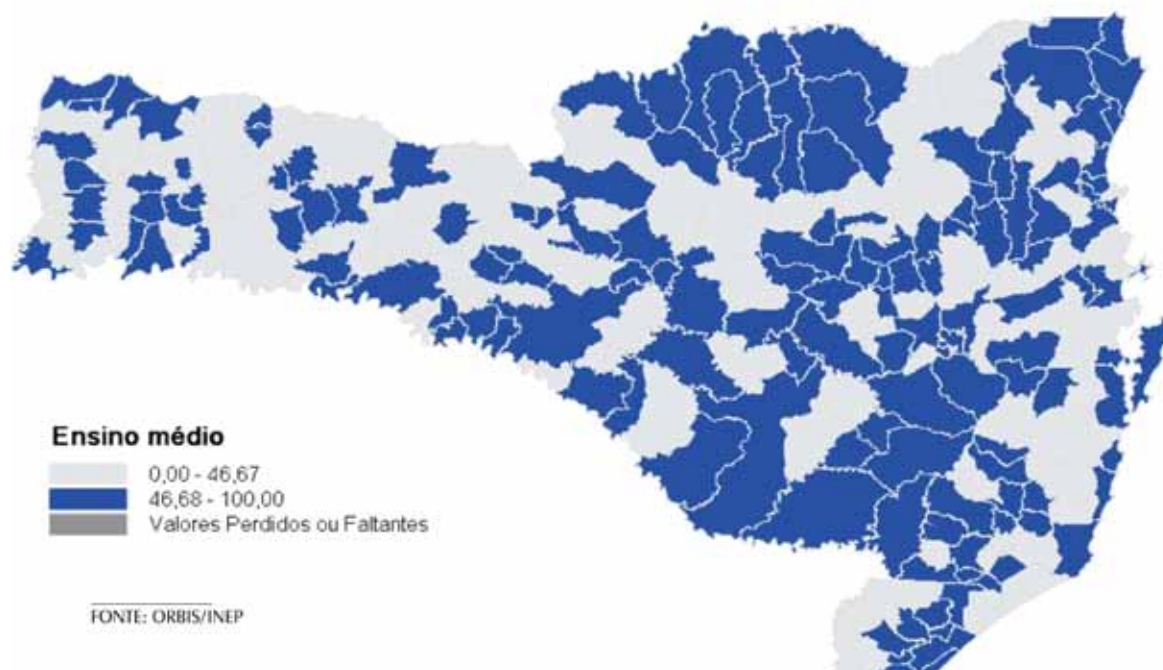 Ensino médio
0,00 - 46,67
46,68 - 100,00
Valores Perdidos ou Faltantes
FONTE: ORBIS/INEP